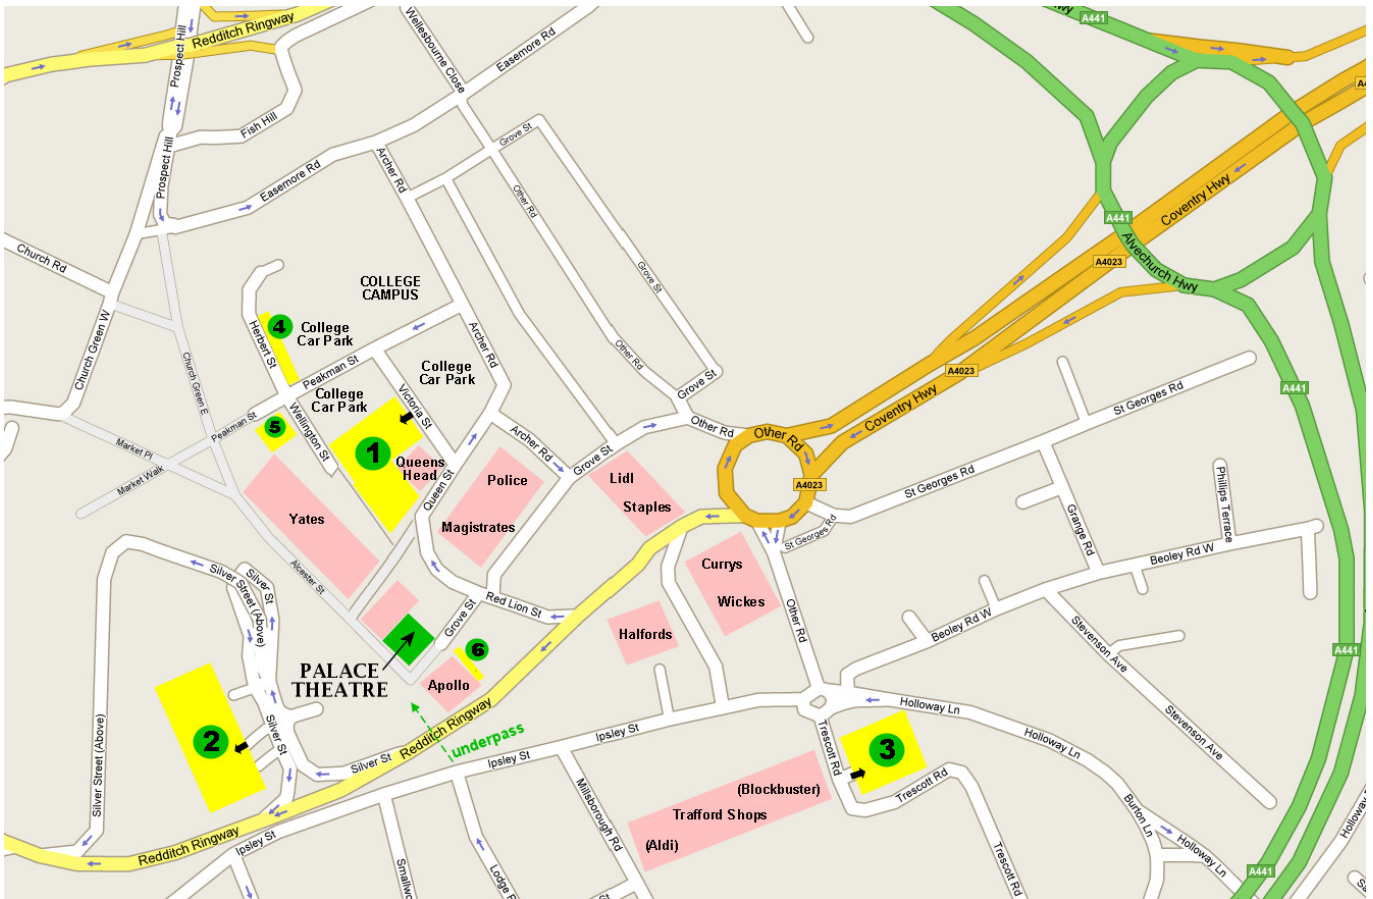 wy
A441
Redditch Ringway
Prospect Hill
Wellesbourne Close
Easemore Rd
A4
Fish Hill
Grove St
Prospect Hill
Archer Rd
Easemore Rd
Other Rd
Coventry Hwy
A441
Alvechurch Hwy
A4023
Church Rd
Grove St
COLLEGE
CAMPUS
Herbert St
4
College
Car Park
Church Green W
Church Green E
Archer Rd
Other Rd
Peakman St
College
Car Park
College
Car Park
Victoria St
Grove St
A4023
Coventry Hwy
A441
St Georges Rd
Peakman St
5
Wellington St
1
Queens
Head
Archer Rd
Other Rd
Other Rd
Market Pl
Market Walk
Grove St
Queen St
Police
Magistrates
Lidl
Staples
A4023
St Georges Rd
Phillips Terrace
Yates
Grange Rd
St Georges Rd
Alcester St
Currys
Wickes
Beoley Rd W
Silver St
Silver Street (Above)
Red Lion St
Grove St
Other Rd
Halfords
Beoley Rd W
Stevenson Ave
A441
PALACE
THEATRE
6
Apollo
Redditch Ringway
underpass
2
Silver St
Silver St
Silver Street (Above)
Ipsley St
Ipsley St
Holloway Ln
Holloway Ln
Stevenson Ave
Trescott Rd
3
Trescott Rd
(Blockbuster)
Trafford Shops
(Aldi)
Millsborough Rd
Burton Ln
Holloway Ln
Holloway
Redditch Ringway
Ipsley St
Smallwo
Lodge
Trescott Rd
A441